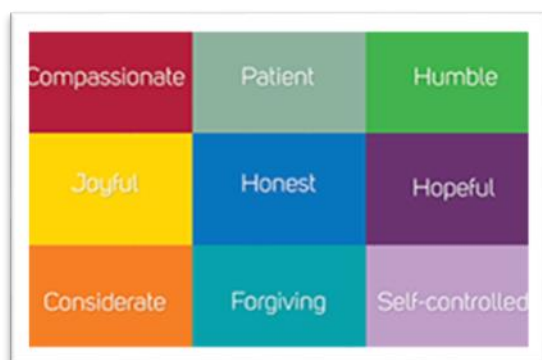 Compassionate Patient Humble
Joyful Honest Hopeful
Considerate Forgiving Self-controlled